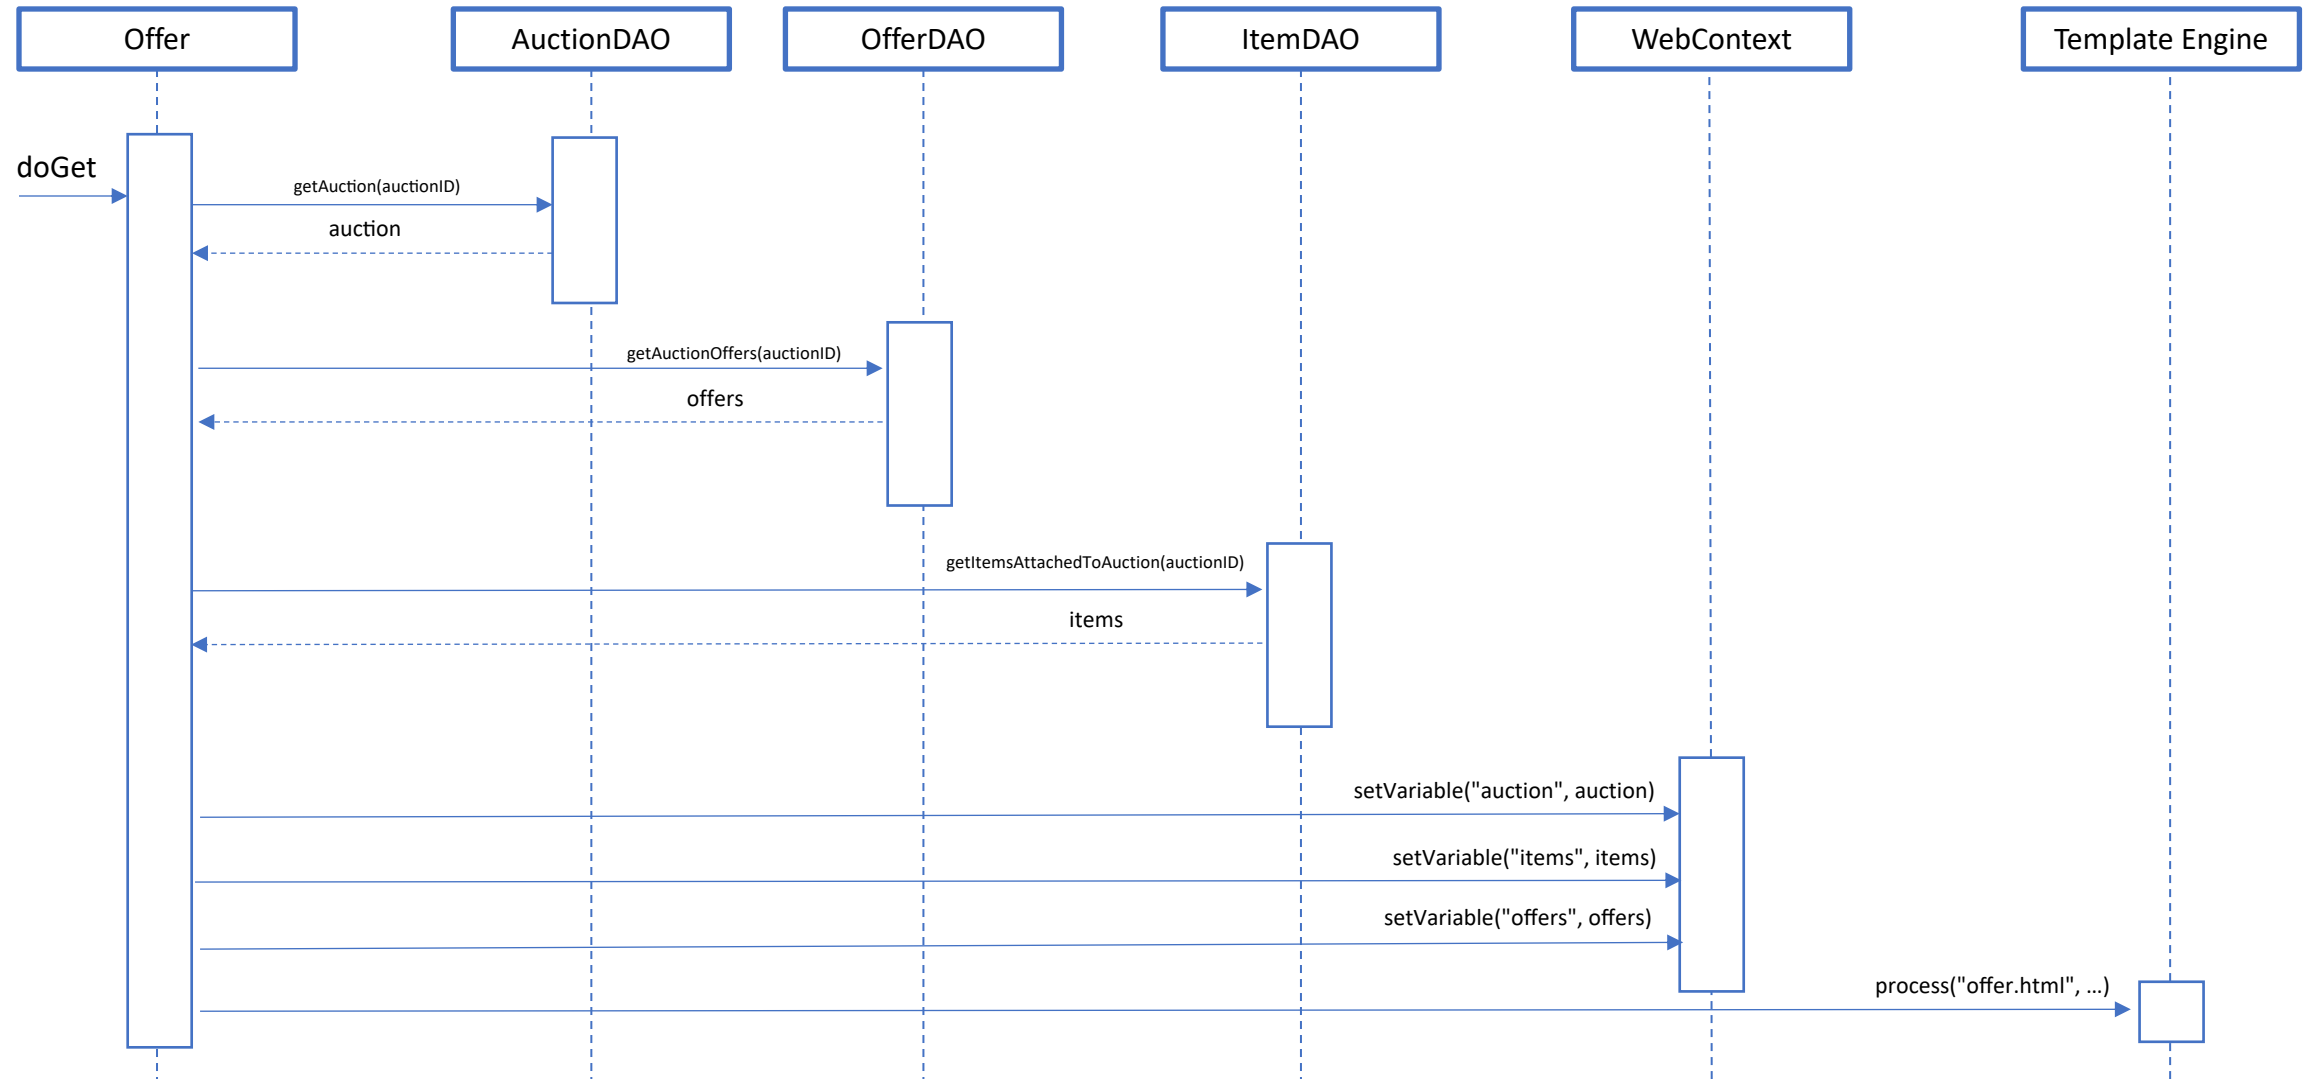 Offer
AuctionDAO
OfferDAO
ItemDAO
WebContext
Template Engine
doGet
getAuction(auctionID)
auction
getAuctionOffers(auctionID)
offers
getItemsAttachedToAuction(auctionID)
items
setVariable("auction", auction)
setVariable("items", items)
setVariable("offers", offers)
process("offer.html", …)